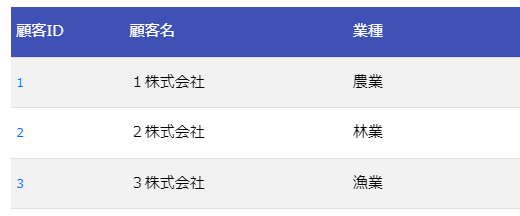 顧客ID 顧客名 業種
1 １株式会社 農業
2 ２株式会社 林業
3 ３株式会社 漁業